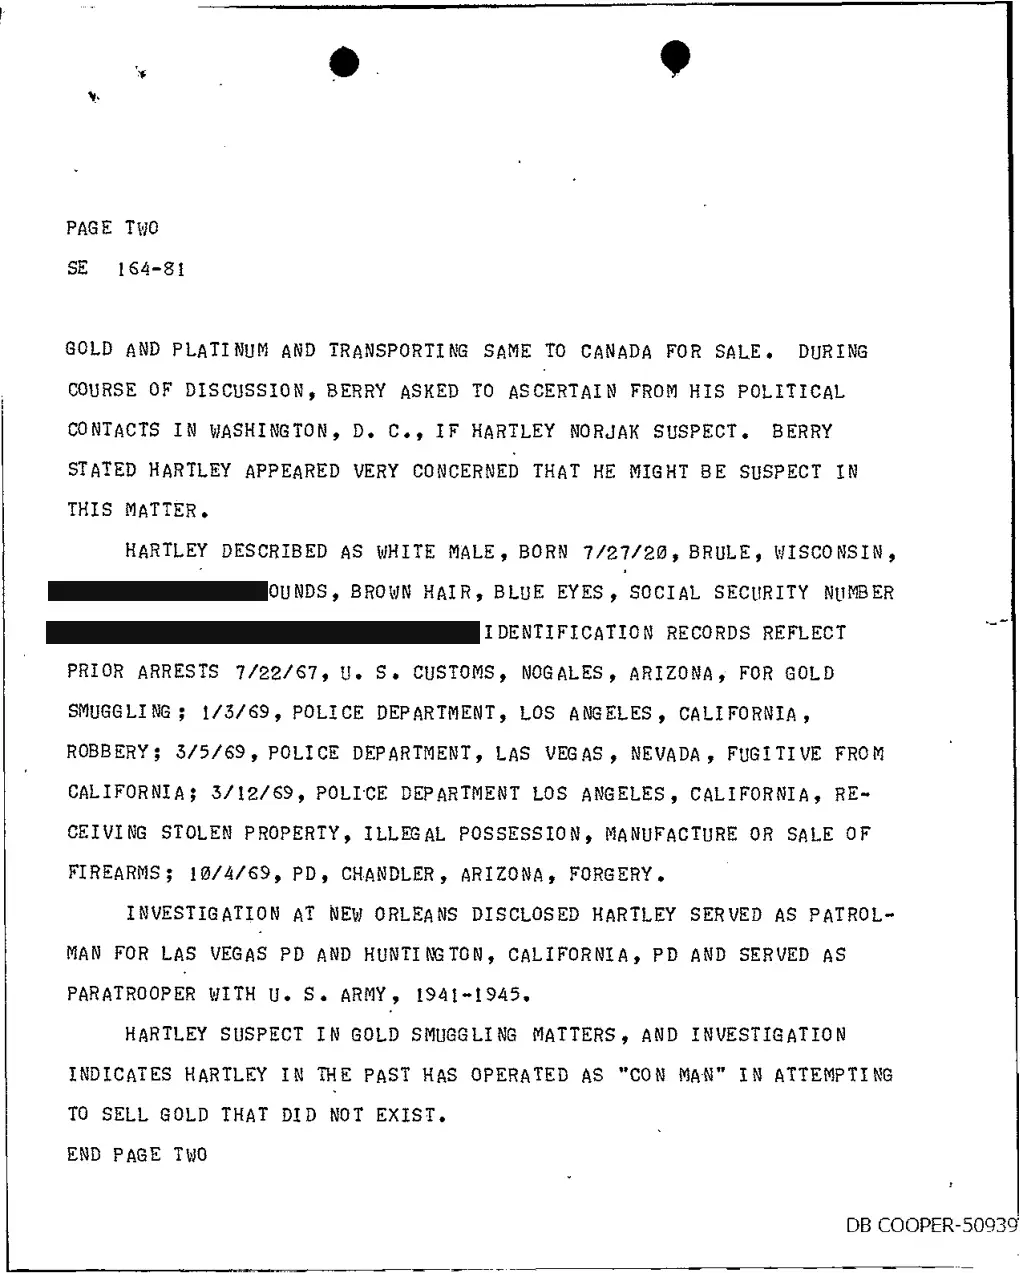 PAGE TWO
SE 164-81
GOLD AND PLATINUM AND TRANSPORTING SAME TO CANADA FOR SALE. DURING
COURSE OF DISCUSSION, BERRY ASKED TO ASCERTAIN FROM HIS POLITICAL
CONTACTS IN WASHINGTON, D. C., IF HARTLEY NORJAK SUSPECT. BERRY
STATED HARTLEY APPEARED VERY CONCERNED THAT HE MIGHT BE SUSPECT IN
THIS MATTER.
HARTLEY DESCRIBED AS WHITE MALE, BORN 7/27/20, BRULE, WISCONSIN,
OUNDS, BROWN HAIR, BLUE EYES, SOCIAL SECURITY NUMBER
IDENTIFICATION RECORDS REFLECT
PRIOR ARRESTS 7/22/67, U. S. CUSTOMS, NOGALES, ARIZONA, FOR GOLD
SMUGGLING; 1/3/69, POLICE DEPARTMENT, LOS ANGELES, CALIFORNIA,
ROBBERY; 3/5/69, POLICE DEPARTMENT, LAS VEGAS, NEVADA, FUGITIVE FROM
CALIFORNIA; 3/12/69, POLICE DEPARTMENT LOS ANGELES, CALIFORNIA, RE-
CEIVING STOLEN PROPERTY, ILLEGAL POSSESSION, MANUFACTURE OR SALE OF
FIREARMS; 10/4/69, PD, CHANDLER, ARIZONA, FORGERY.
INVESTIGATION AT NEW ORLEANS DISCLOSED HARTLEY SERVED AS PATROL-
MAN FOR LAS VEGAS PD AND HUNTINGTON, CALIFORNIA, PD AND SERVED AS
PARATROOPER WITH U. S. ARMY, 1941-1945.
HARTLEY SUSPECT IN GOLD SMUGGLING MATTERS, AND INVESTIGATION
INDICATES HARTLEY IN THE PAST HAS OPERATED AS "CON MAN" IN ATTEMPTING
TO SELL GOLD THAT DID NOT EXIST.
END PAGE TWO
DB COOPER-50939